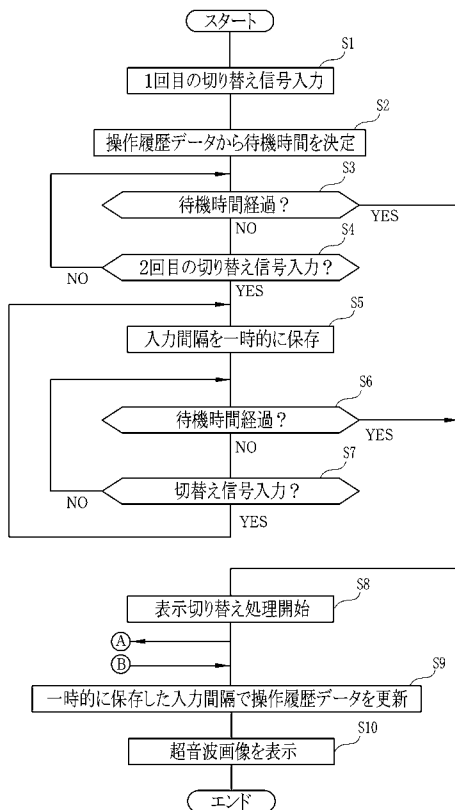 スタート
S1
1回目の切り替え信号入力
S2
操作履歴データから待機時間を決定
S3
待機時間経過?
YES
NO
S4
2回目の切り替え信号入力?
NO
YES
S5
入力間隔を一時的に保存
S6
待機時間経過?
YES
NO
S7
切替え信号入力?
NO
YES
S8
表示切り替え処理開始
A
B
S9
一時的に保存した入力間隔で操作履歴データを更新
S10
超音波画像を表示
エンド